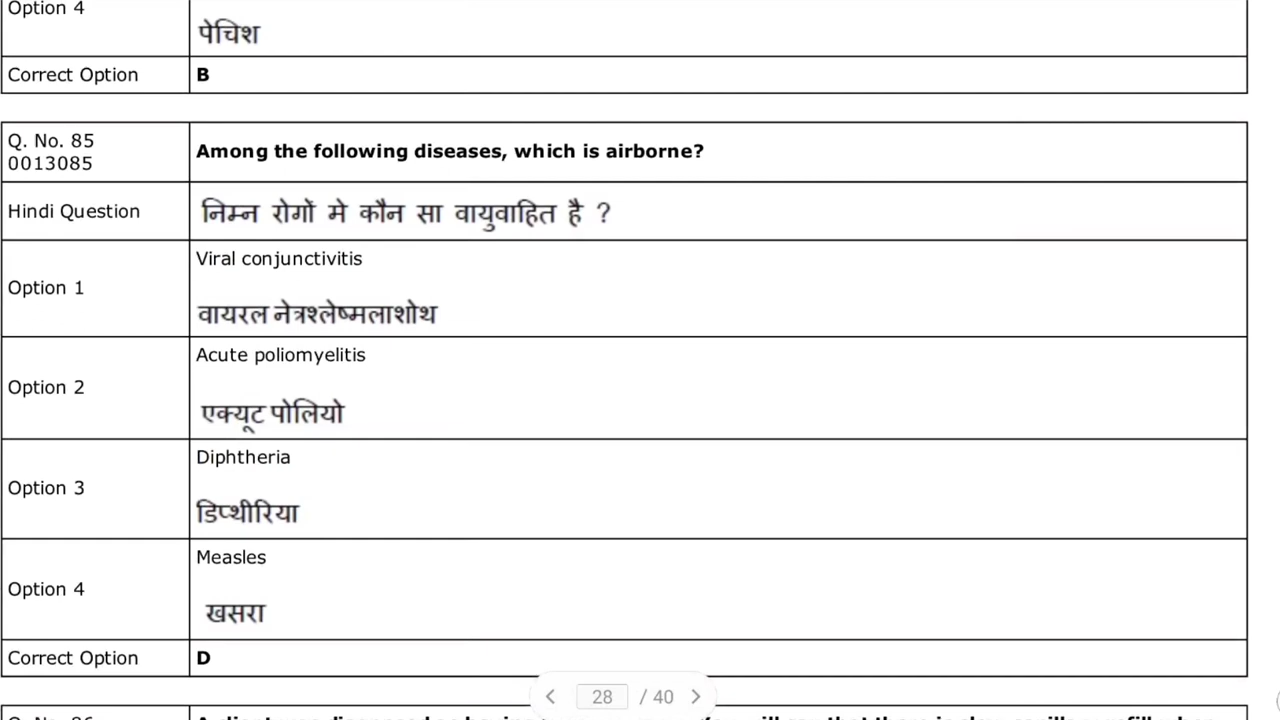 Option 4
पेचिश
Correct Option B
Q. No. 85
0013085
Among the following diseases, which is airborne?
Hindi Question
निम्न रोगों मे कौन सा वायुवाहित है ?
Option 1
Viral conjunctivitis
वायरल नेत्रश्लेष्मलाशोथ
Option 2
Acute poliomyelitis
एक्यूट पोलियो
Option 3
Diphtheria
डिप्थीरिया
Option 4
Measles
खसरा
Correct Option D
28 / 40